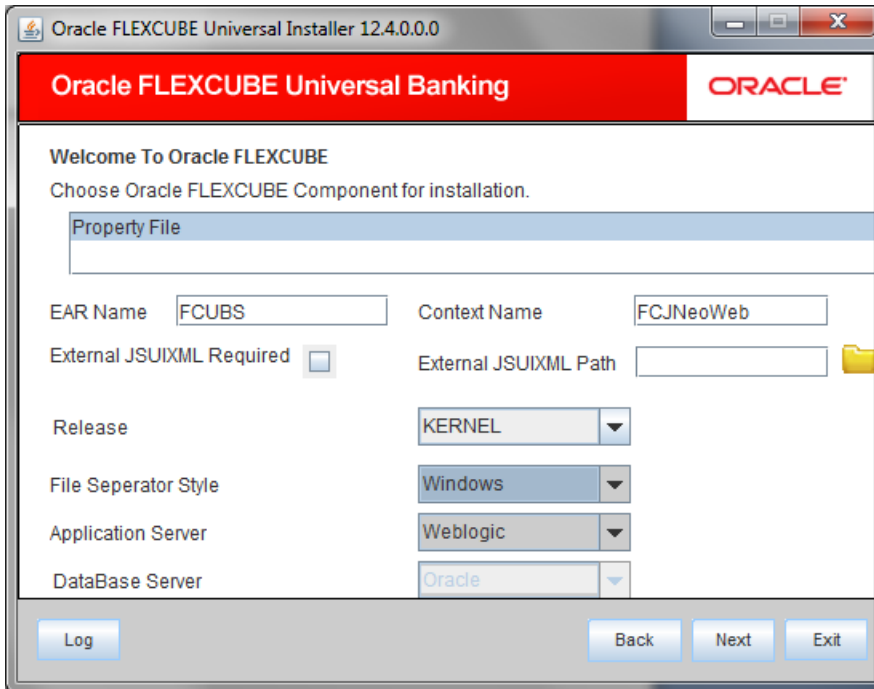 Oracle FLEXCUBE Universal Installer 12.4.0.0.0
Oracle FLEXCUBE Universal Banking
ORACLE
Welcome To Oracle FLEXCUBE
Choose Oracle FLEXCUBE Component for installation.
Property File
EAR Name FCUBS Context Name FCJNeoWeb
External JSUIXML Required External JSUIXML Path
Release KERNEL
File Seperator Style Windows
Application Server Weblogic
DataBase Server Oracle
Log Back Next Exit